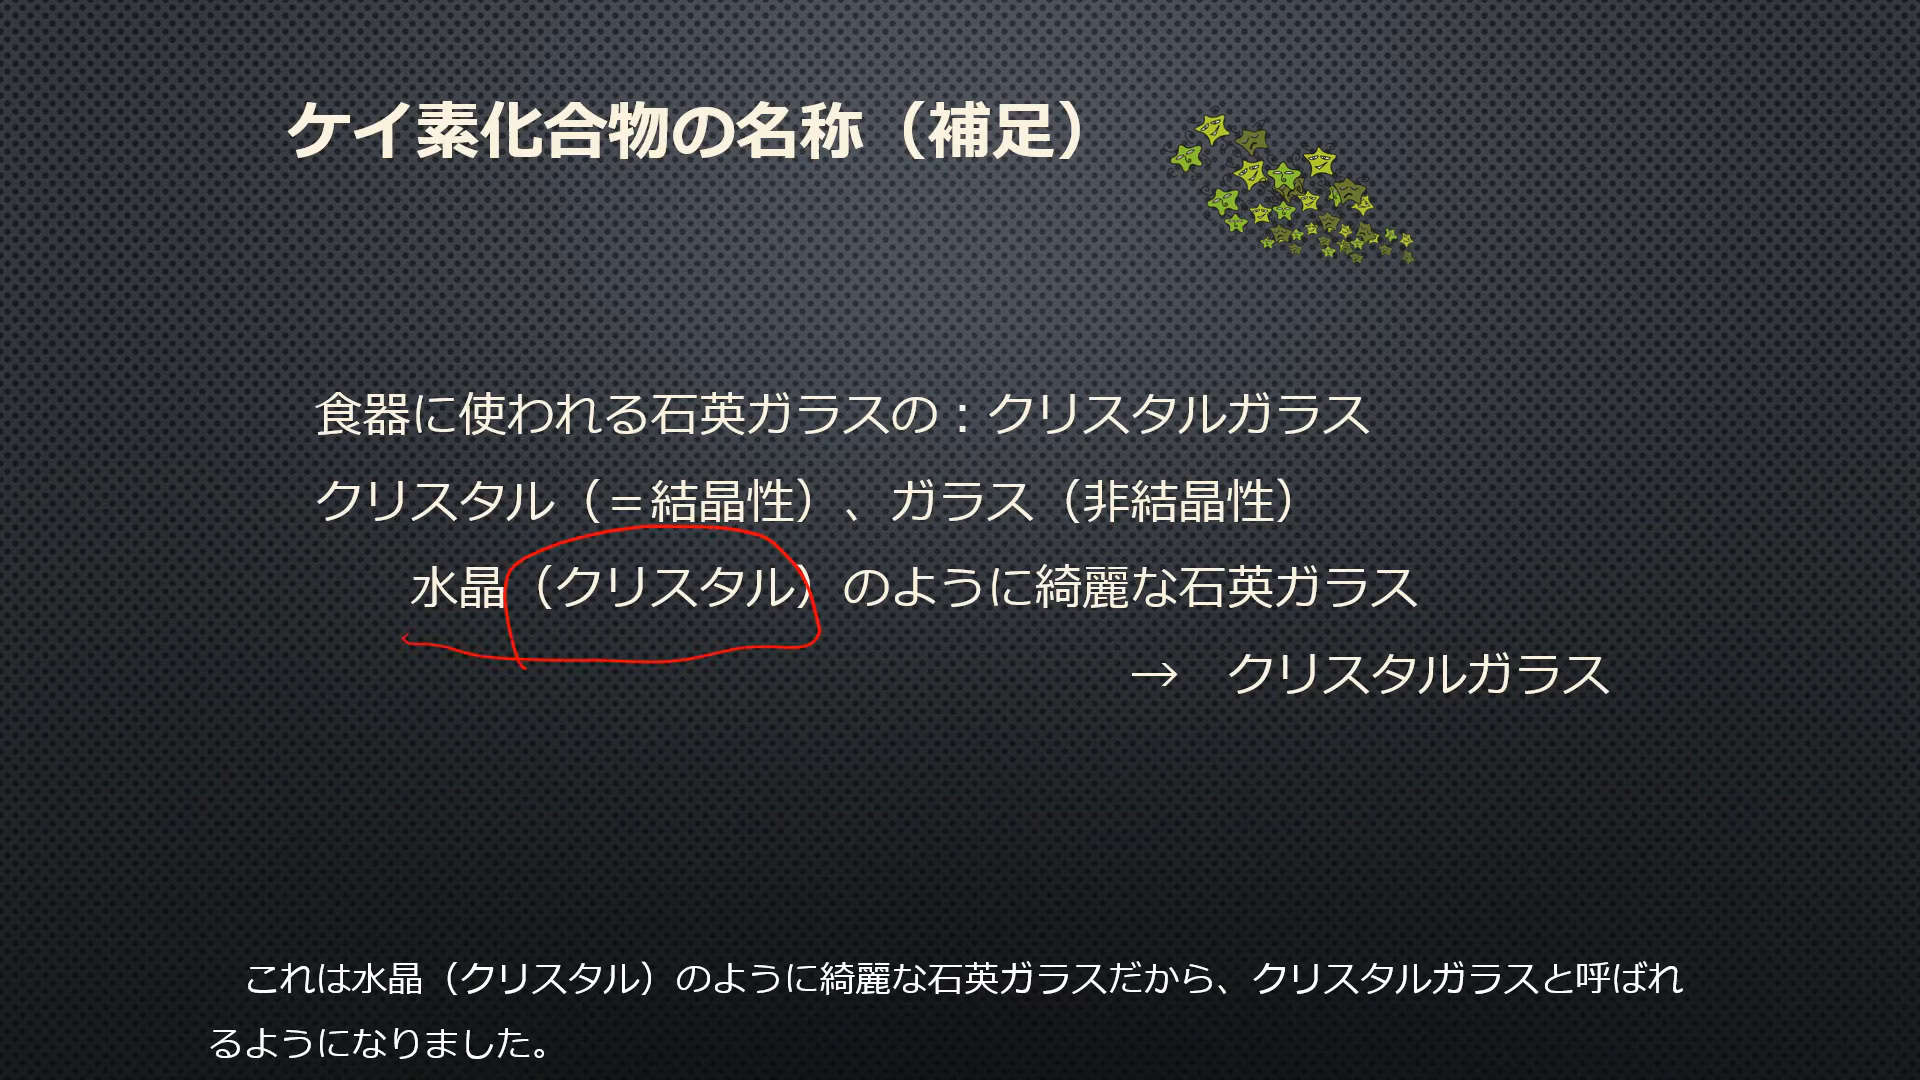 ケイ素化合物の名称（補足）
食器に使われる石英ガラスの：クリスタルガラス
クリスタル（＝結晶性）、ガラス（非結晶性）
水晶（クリスタル）のように綺麗な石英ガラス
→　クリスタルガラス
これは水晶（クリスタル）のように綺麗な石英ガラスだから、クリスタルガラスと呼ばれ
るようになりました。